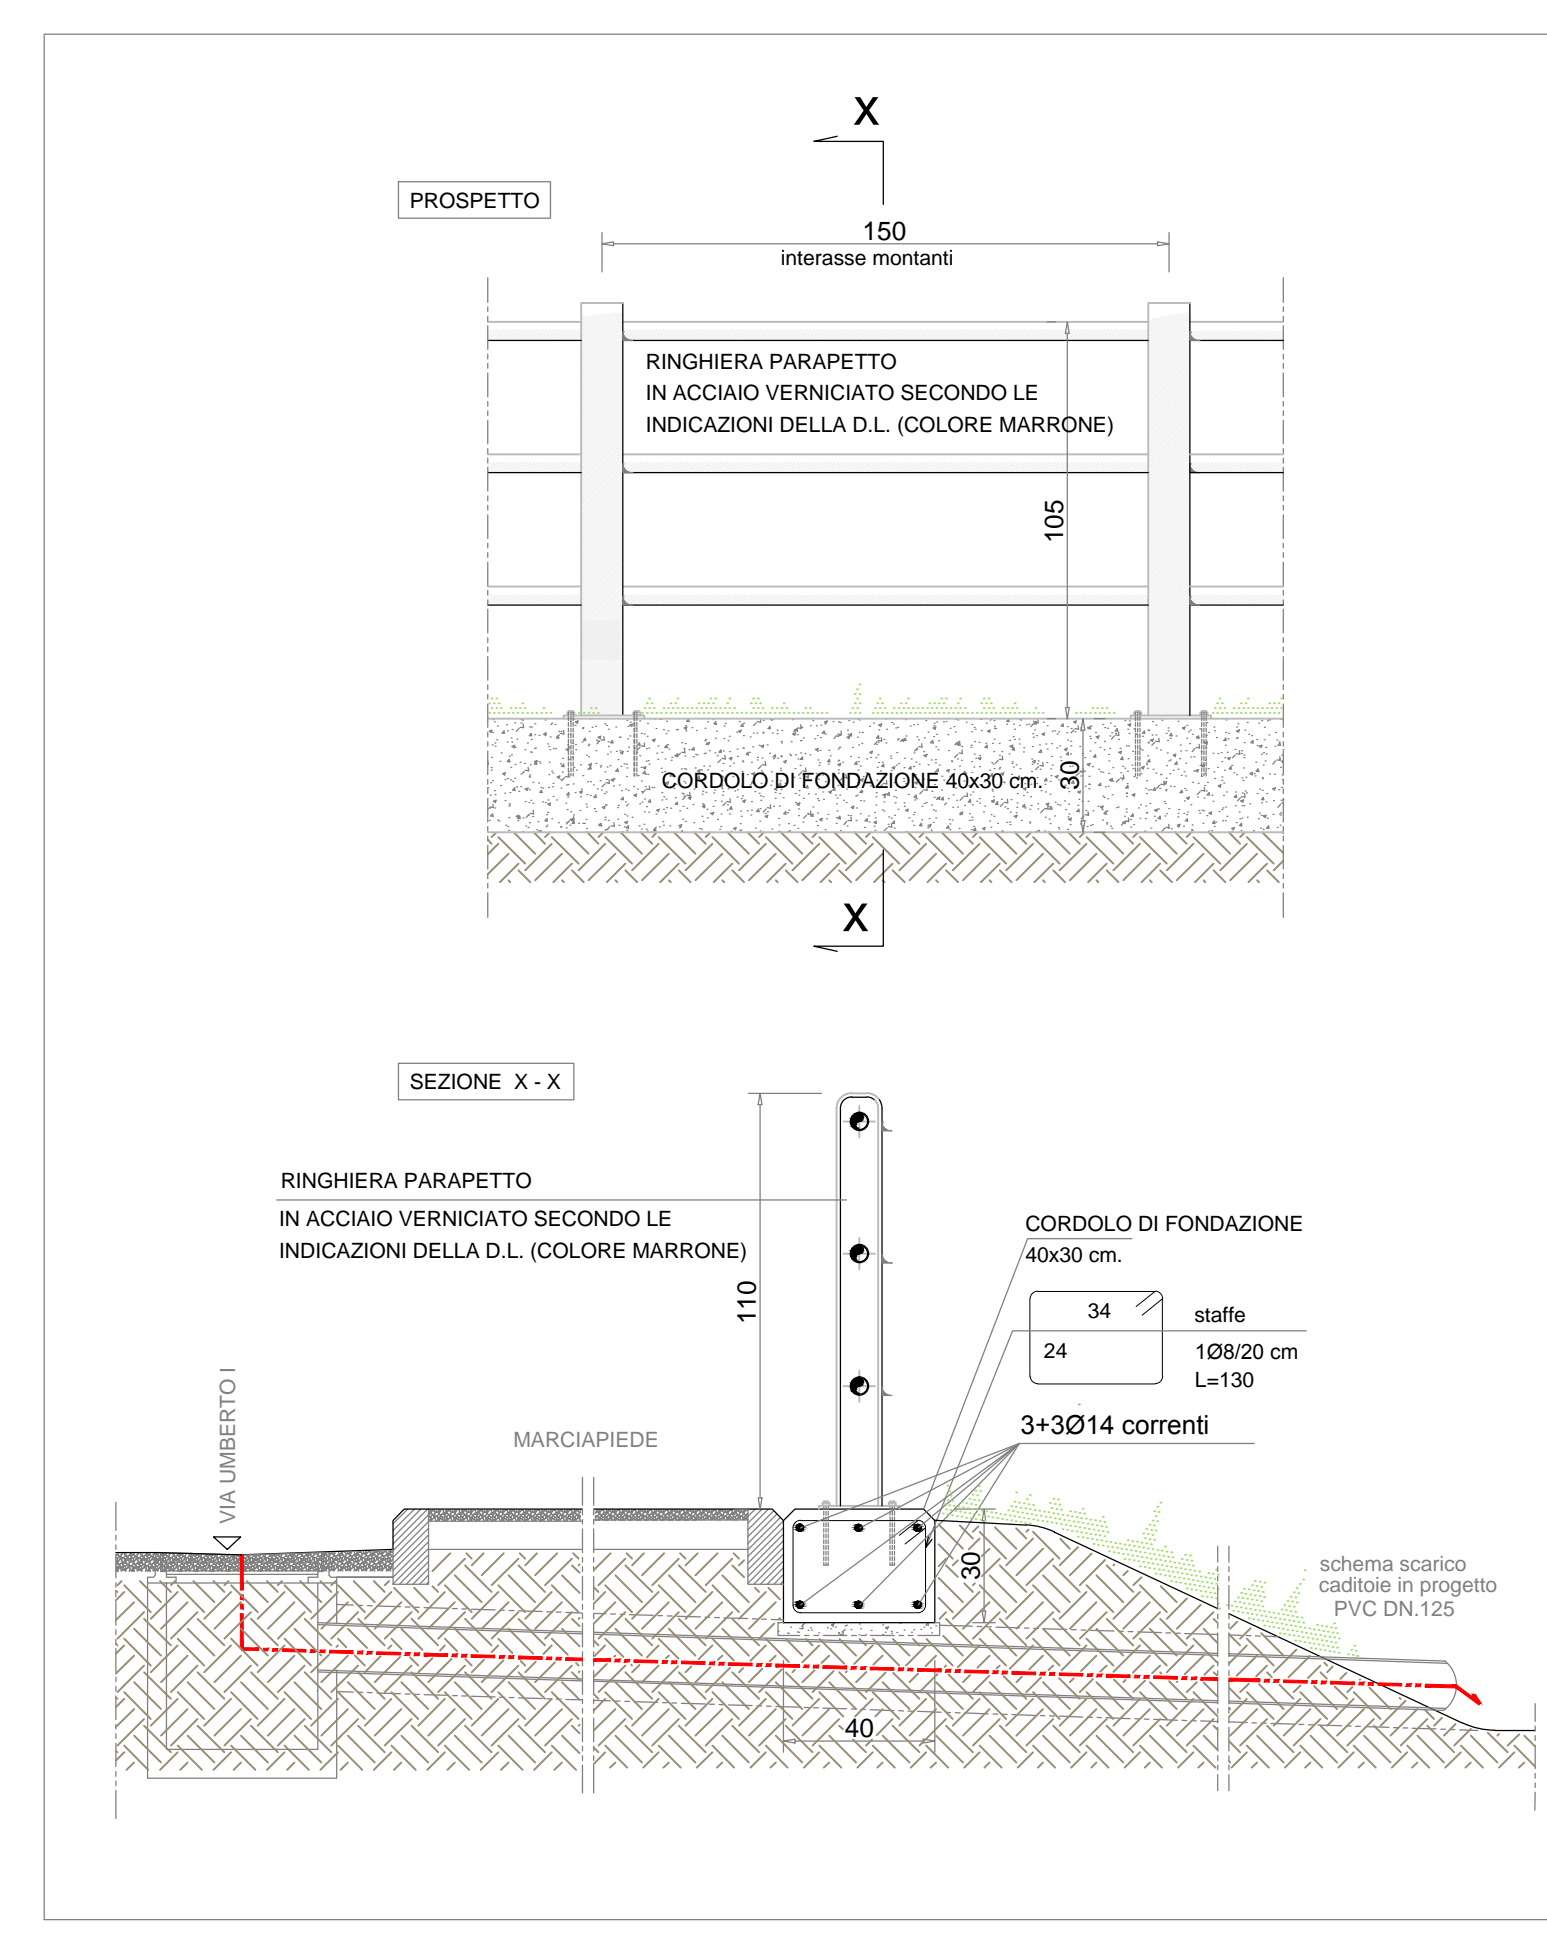 X
PROSPETTO
150
interasse montanti
RINGHIERA PARAPETTO
IN ACCIAIO VERNICIATO SECONDO LE
INDICAZIONI DELLA D.L. (COLORE MARRONE)
105
CORDOLO DI FONDAZIONE 40x30 cm.
30
X
SEZIONE X - X
RINGHIERA PARAPETTO
IN ACCIAIO VERNICIATO SECONDO LE
INDICAZIONI DELLA D.L. (COLORE MARRONE)
110
CORDOLO DI FONDAZIONE
40x30 cm.
34
24
staffe
1Ø8/20 cm
L=130
3+3Ø14 correnti
VIA UMBERTO I
MARCIAPIEDE
30
schema scarico
caditoie in progetto
PVC DN.125
40